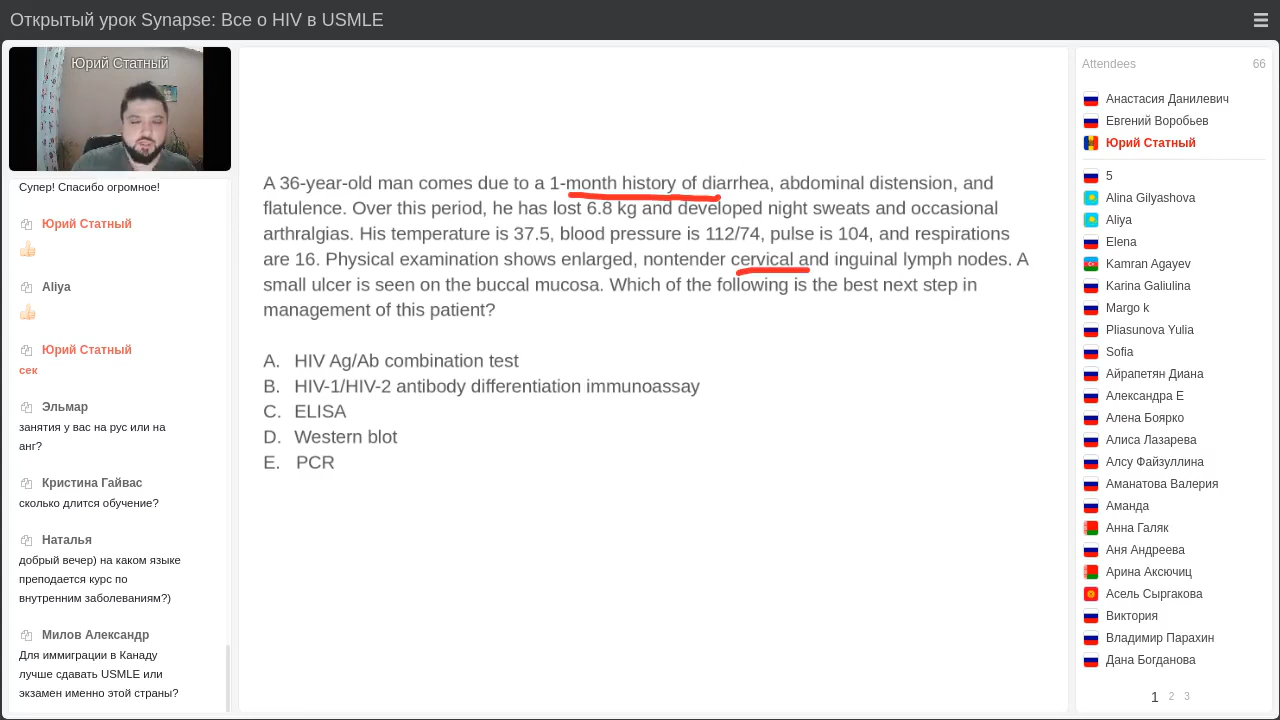 Открытый урок Synapse: Все о HIV в USMLE
Юрий Статный
Супер! Спасибо огромное!
Юрий Статный
Aliya
Юрий Статный
сек
Эльмар
занятия у вас на рус или на
анг?
Кристина Гайвас
сколько длится обучение?
Наталья
добрый вечер) на каком языке
преподается курс по
внутренним заболеваниям?)
Милов Александр
Для иммиграции в Канаду
лучше сдавать USMLE или
экзамен именно этой страны?
A 36-year-old man comes due to a 1-month history of diarrhea, abdominal distension, and
flatulence. Over this period, he has lost 6.8 kg and developed night sweats and occasional
arthralgias. His temperature is 37.5, blood pressure is 112/74, pulse is 104, and respirations
are 16. Physical examination shows enlarged, nontender cervical and inguinal lymph nodes. A
small ulcer is seen on the buccal mucosa. Which of the following is the best next step in
management of this patient?
A. HIV Ag/Ab combination test
B. HIV-1/HIV-2 antibody differentiation immunoassay
C. ELISA
D. Western blot
E. PCR
Attendees 66
Анастасия Данилевич
Евгений Воробьев
Юрий Статный
5
Alina Gilyashova
Aliya
Elena
Kamran Agayev
Karina Galiulina
Margo k
Pliasunova Yulia
Sofia
Айрапетян Диана
Александра Е
Алена Боярко
Алиса Лазарева
Алсу Файзуллина
Аманатова Валерия
Аманда
Анна Галяк
Аня Андреева
Арина Аксючиц
Асель Сыргакова
Виктория
Владимир Парахин
Дана Богданова
1 2 3